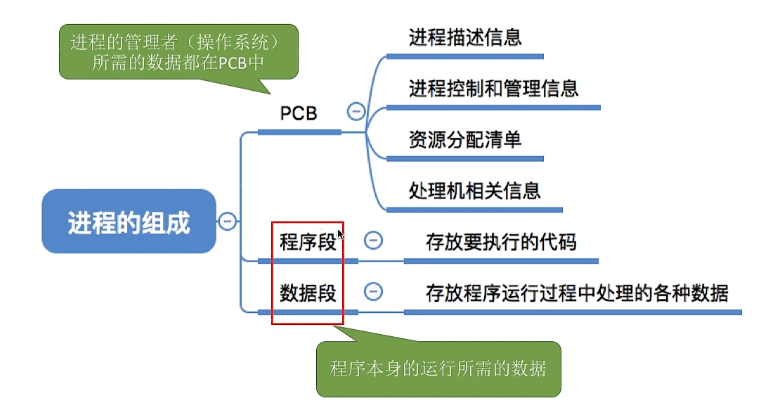 进程的管理者（操作系统）
所需的数据都在PCB中
进程描述信息
进程控制和管理信息
PCB
资源分配清单
处理机相关信息
进程的组成
程序段
存放要执行的代码
数据段
存放程序运行过程中处理的各种数据
程序本身的运行所需的数据